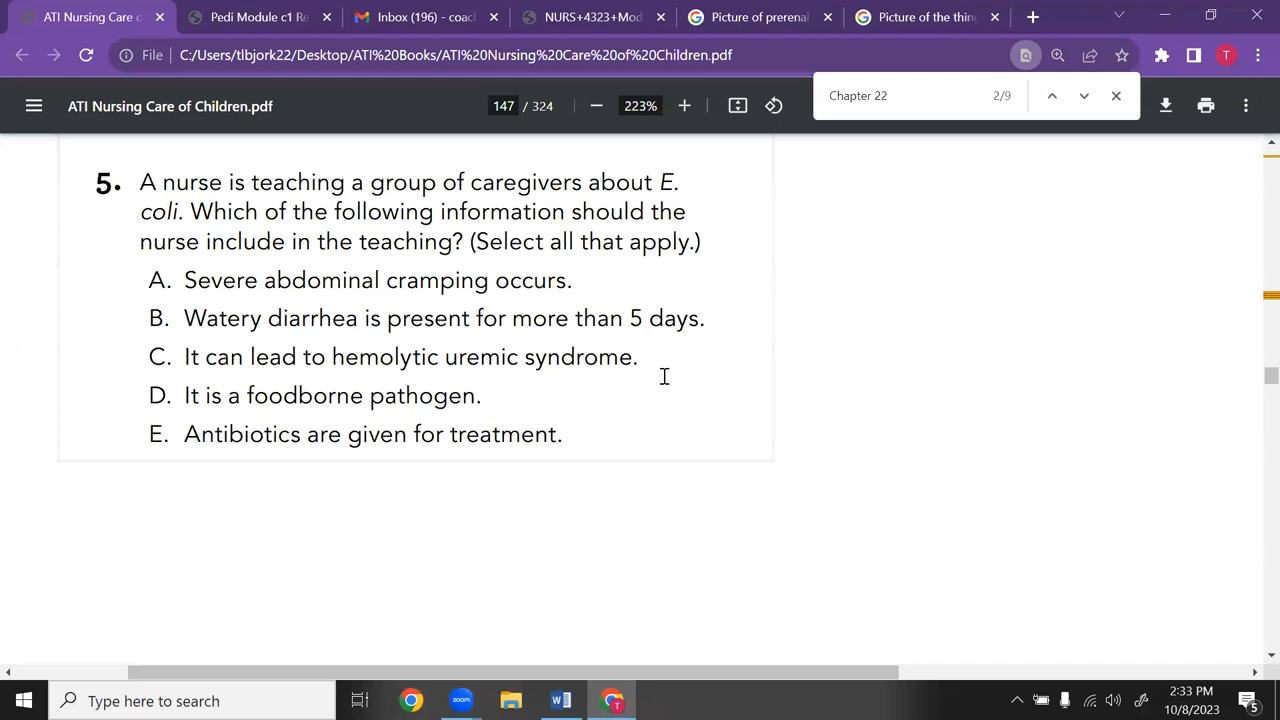 ATI Nursing Care o
Pedi Module c1 Re
Inbox (196) - coac
NURS+4323+Mod
Picture of prerenal
Picture of the thing
File
C:/Users/tlbjork22/Desktop/ATI%20Books/ATI%20Nursing%20Care%20of%20Children.pdf
T
ATI Nursing Care of Children.pdf
147 / 324
223%
Chapter 22
2/9
5. A nurse is teaching a group of caregivers about E.
coli. Which of the following information should the
nurse include in the teaching? (Select all that apply.)
A. Severe abdominal cramping occurs.
B. Watery diarrhea is present for more than 5 days.
C. It can lead to hemolytic uremic syndrome.
D. It is a foodborne pathogen.
E. Antibiotics are given for treatment.
Type here to search
zoom
W
T
2:33 PM
10/8/2023
5